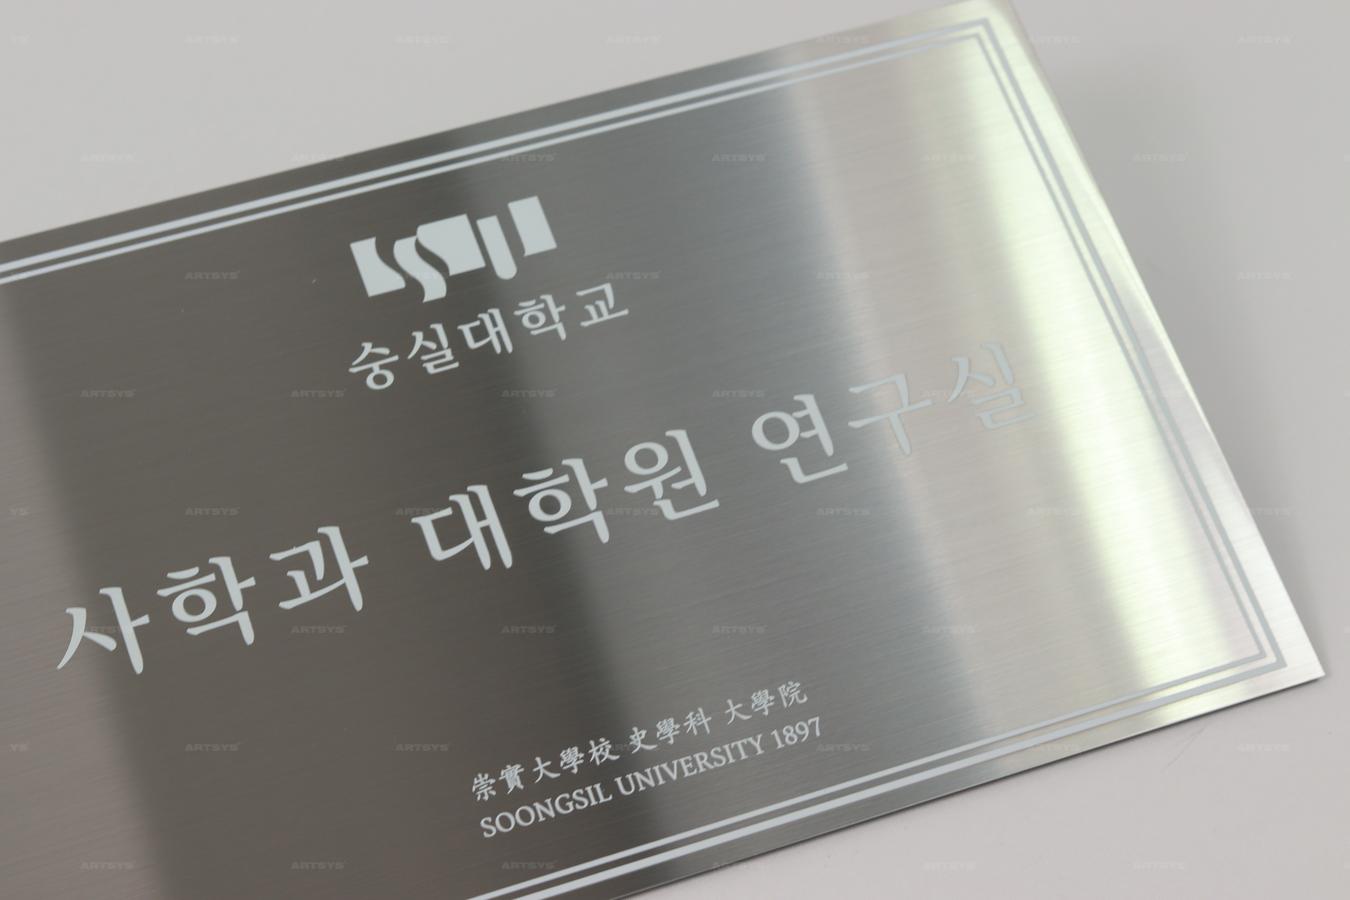 ssu
숭실대학교
사학과 대학원 연구실
崇實大學校 史學科 大學院
SOONGSIL UNIVERSITY 1897
ARTSYS